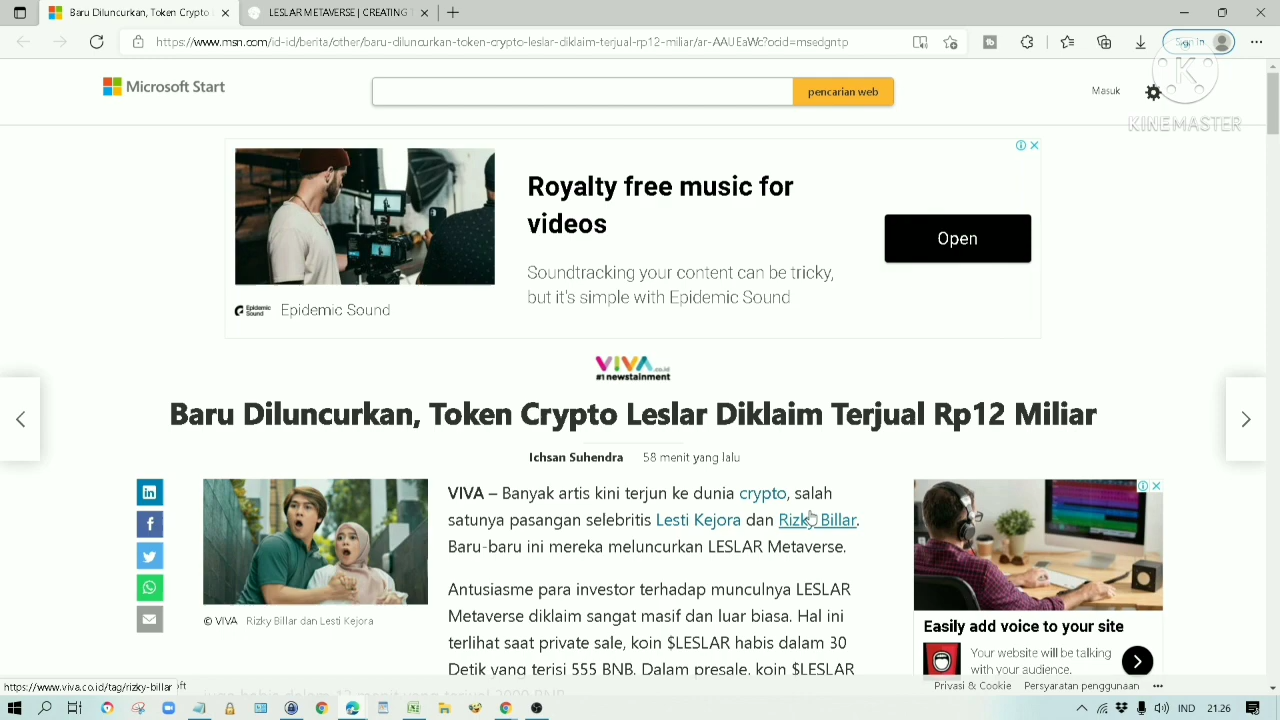 Baru Diluncurkan, Token Crypto
LESLAR METAVERSE CREATING
https://www.msn.com/id-id/berita/other/baru-diluncurkan-token-crypto-leslar-diklaim-terjual-rp12-miliar/ar-AAUEaWc?ocid=msedgntp
Sign in
Microsoft Start
pencarian web
Masuk
K
KINEMASTER
Royalty free music for
videos
Open
Soundtracking your content can be tricky,
but it's simple with Epidemic Sound
Epidemic Sound
Epidemic Sound
VIVA.co.id
#1 newstainment
Baru Diluncurkan, Token Crypto Leslar Diklaim Terjual Rp12 Miliar
Ichsan Suhendra 58 menit yang lalu
VIVA – Banyak artis kini terjun ke dunia crypto, salah
satunya pasangan selebritis Lesti Kejora dan Rizky Billar.
Baru-baru ini mereka meluncurkan LESLAR Metaverse.
Antusiasme para investor terhadap munculnya LESLAR
Metaverse diklaim sangat masif dan luar biasa. Hal ini
terlihat saat private sale, koin $LESLAR habis dalam 30
Detik yang terisi 555 BNB. Dalam presale, koin $LESLAR
© VIVA Rizky Billar dan Lesti Kejora
Easily add voice to your site
Your website will be talking
with your audience.
Privasi & Cookie Persyaratan penggunaan
https://www.viva.co.id/tag/rizky-billar
oft
IND 21.26